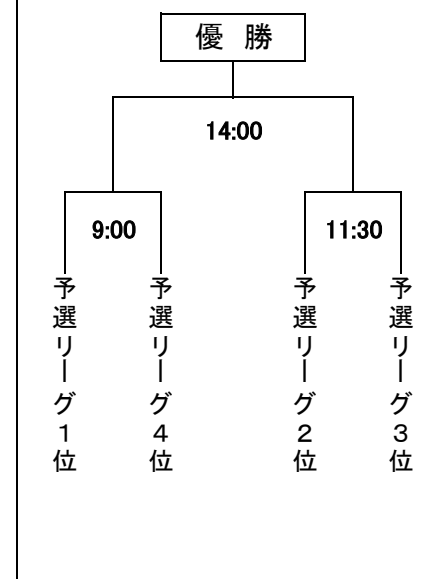 優 勝
14:00
9:00
11:30
予選リーグ1位
予選リーグ4位
予選リーグ2位
予選リーグ3位